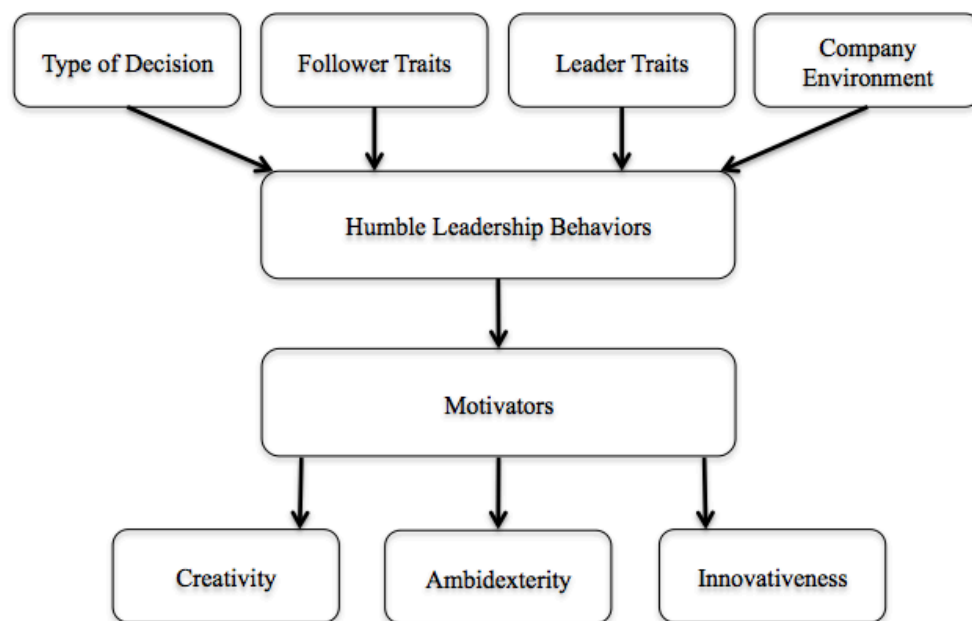 Type of Decision
Follower Traits
Leader Traits
Company
Environment
Humble Leadership Behaviors
Motivators
Creativity
Ambidexterity
Innovativeness